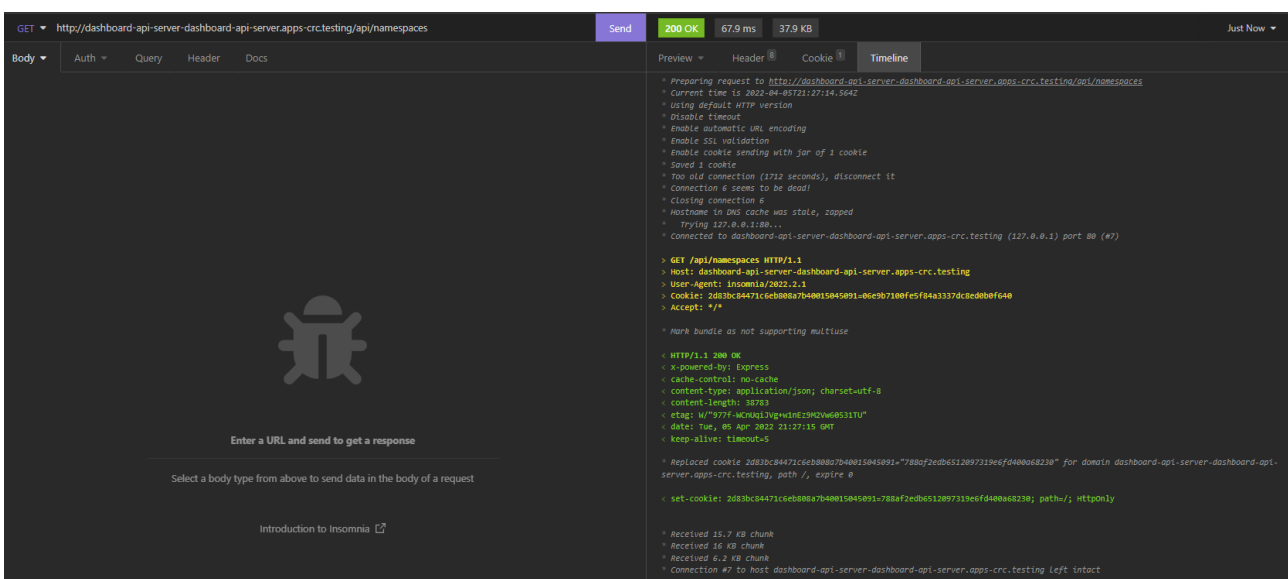 GET http://dashboard-api-server-dashboard-api-server.apps-crc.testing/api/namespaces Send
200 OK 67.9 ms 37.9 KB Just Now
Body Auth Query Header Docs
Preview Header 8 Cookie 1 Timeline
* Preparing request to http://dashboard-api-server-dashboard-api-server.apps-crc.testing/api/namespaces
* Current time is 2022-04-05T21:27:14.564Z
* Using default HTTP version
* Disable timeout
* Enable automatic URL encoding
* Enable SSL validation
* Enable cookie sending with jar of 1 cookie
* Saved 1 cookie
* Too old connection (1712 seconds), disconnect it
* Connection 6 seems to be dead!
* Closing connection 6
* Hostname in DNS cache was stale, zapped
* Trying 127.0.0.1:80...
* Connected to dashboard-api-server-dashboard-api-server.apps-crc.testing (127.0.0.1) port 80 (#7)
> GET /api/namespaces HTTP/1.1
> Host: dashboard-api-server-dashboard-api-server.apps-crc.testing
> User-Agent: insomnia/2022.2.1
> Cookie: 2d83bc84471c6eb808a7b40015045091=06e9b7100fe5f84a3337dc8ed0b0f640
> Accept: */*
* Mark bundle as not supporting multiuse
< HTTP/1.1 200 OK
< x-powered-by: Express
< cache-control: no-cache
< content-type: application/json; charset=utf-8
< content-length: 38783
< etag: W/"977f-WCnUqiJVg+w1nEz9M2Vw60531TU"
< date: Tue, 05 Apr 2022 21:27:15 GMT
< keep-alive: timeout=5
* Replaced cookie 2d83bc84471c6eb808a7b40015045091="788af2edb6512097319e6fd400a68230" for domain dashboard-api-server-dashboard-api-
server.apps-crc.testing, path /, expire 0
< set-cookie: 2d83bc84471c6eb808a7b40015045091=788af2edb6512097319e6fd400a68230; path=/; HttpOnly
* Received 15.7 KB chunk
* Received 16 KB chunk
* Received 6.2 KB chunk
* Connection #7 to host dashboard-api-server-dashboard-api-server.apps-crc.testing left intact
Enter a URL and send to get a response
Select a body type from above to send data in the body of a request
Introduction to Insomnia